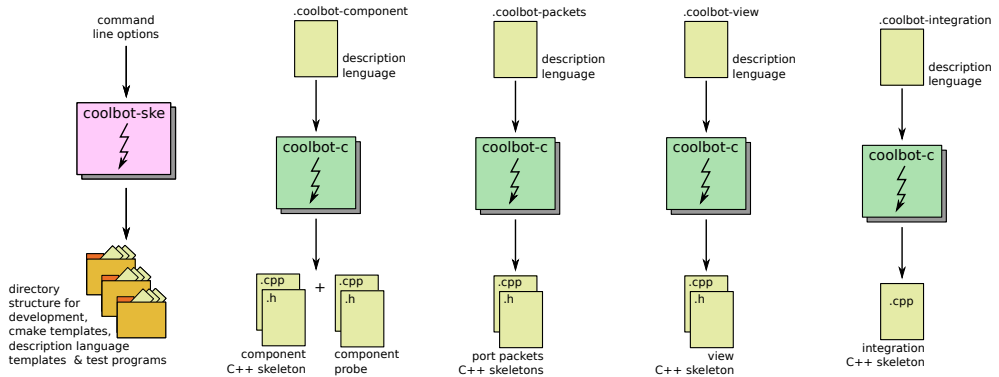 command
line options
coolbot-ske
directory
structure for
development,
cmake templates,
description language
templates & test programs
.coolbot-component
description
lenguage
coolbot-c
.cpp
.h
+
.cpp
.h
component
C++ skeleton
component
probe
.coolbot-packets
description
lenguage
coolbot-c
.cpp
.h
port packets
C++ skeletons
.coolbot-view
description
lenguage
coolbot-c
.cpp
.h
view
C++ skeleton
.coolbot-integration
description
lenguage
coolbot-c
.cpp
integration
C++ skeleton